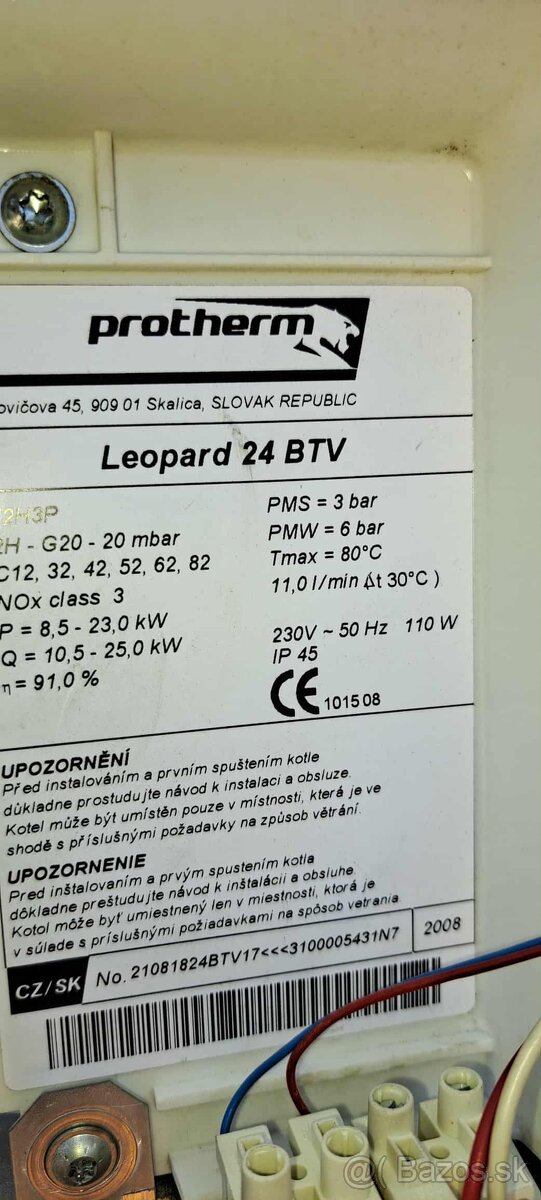 protherm
ovičova 45, 909 01 Skalica, SLOVAK REPUBLIC
Leopard 24 BTV
I2H3P
2H - G20 - 20 mbar
C12, 32, 42, 52, 62, 82
NOx class 3
P = 8,5 - 23,0 kW
Q = 10,5 - 25,0 kW
η = 91,0 %
PMS = 3 bar
PMW = 6 bar
Tmax = 80°C
11,0 l/min Δt 30°C )
230V ~ 50 Hz 110 W
IP 45
CE 1015 08
UPOZORNĚNÍ
Před instalováním a prvním spuštením kotle
důkladne prostudujte návod k instalaci a obsluze.
Kotel může být umístěn pouze v místnosti, která je ve
shodě s příslušnými požadavky na způsob větrání.
UPOZORNENIE
Pred inštalovaním a prvým spustením kotla
dôkladne preštudujte návod k inštalácii a obsluhe
Kotol môže byť umiestnený len v miestnosti, ktorá je
v súlade s príslušnými požiadavkami na spôsob vetrania
CZ/SK No. 21081824BTV17<<<3100005431N7 2008
@( Bazos.sk